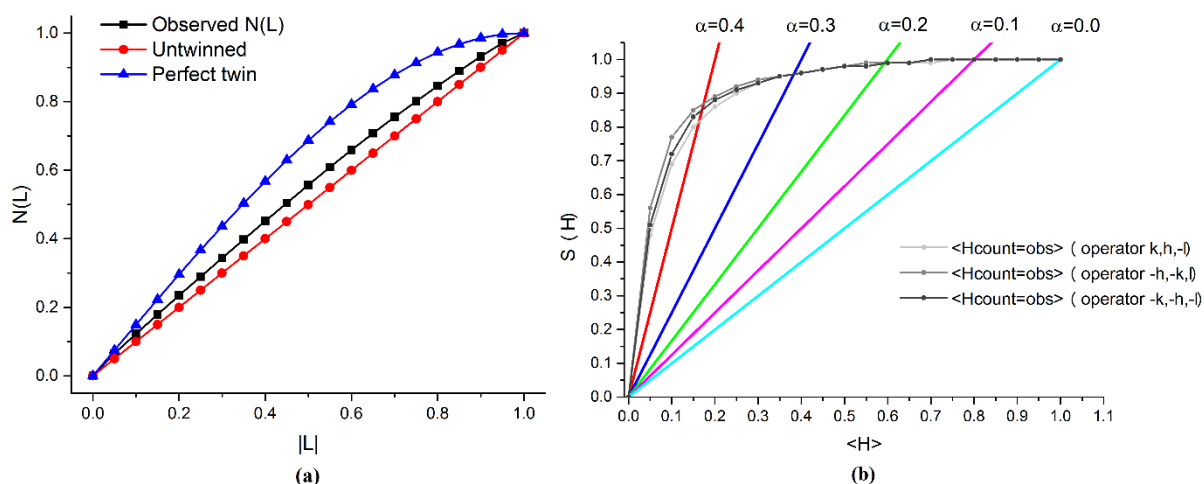 Observed N(L)
Untwinned
Perfect twin
1.0
0.8
0.6
0.4
0.2
0.0
N(L)
0.0 0.2 0.4 0.6 0.8 1.0
|L|
(a)
α=0.4 α=0.3 α=0.2 α=0.1 α=0.0
1.0
0.9
0.8
0.7
0.6
0.5
0.4
0.3
0.2
0.1
0.0
S ( H )
<Hcount=obs> ( operator k,h,-l)
<Hcount=obs> ( operator -h,-k,l)
<Hcount=obs> ( operator -k,-h,-l)
0.0 0.1 0.2 0.3 0.4 0.5 0.6 0.7 0.8 0.9 1.0 1.1
<H>
(b)